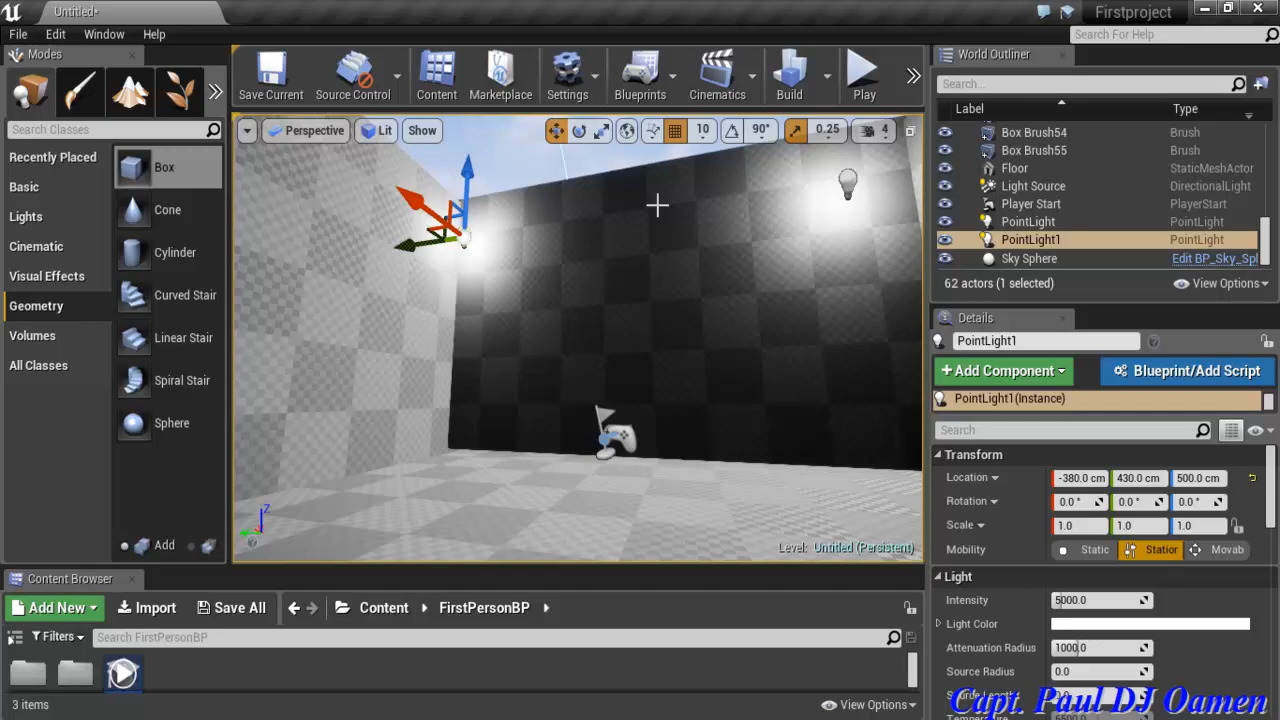 Untitled*
Firstproject
File Edit Window Help
Search For Help
Modes
Save Current Source Control Content Marketplace Settings Blueprints Cinematics Build Play
World Outliner
Search...
Label Type
Search Classes
Perspective Lit Show 10 90° 0.25 4
Box Brush54 Brush
Box Brush55 Brush
Floor StaticMeshActor
Light Source DirectionalLight
Player Start PlayerStart
PointLight PointLight
PointLight1 PointLight
Sky Sphere Edit BP_Sky_Spl
62 actors (1 selected) View Options
Recently Placed
Basic
Lights
Cinematic
Visual Effects
Geometry
Volumes
All Classes
Box
Cone
Cylinder
Curved Stair
Linear Stair
Spiral Stair
Sphere
Add
Z
Level: Untitled (Persistent)
Details
PointLight1
+Add Component Blueprint/Add Script
PointLight1(Instance)
Search
Transform
Location -380.0 cm 430.0 cm 500.0 cm
Rotation 0.0 ° 0.0 ° 0.0 °
Scale 1.0 1.0 1.0
Mobility Static Statior Movab
Light
Intensity 5000.0
Light Color
Attenuation Radius 1000.0
Source Radius 0.0
Content Browser
Add New Import Save All Content FirstPersonBP
Filters Search FirstPersonBP
3 items View Options
Capt. Paul DJ Oamen